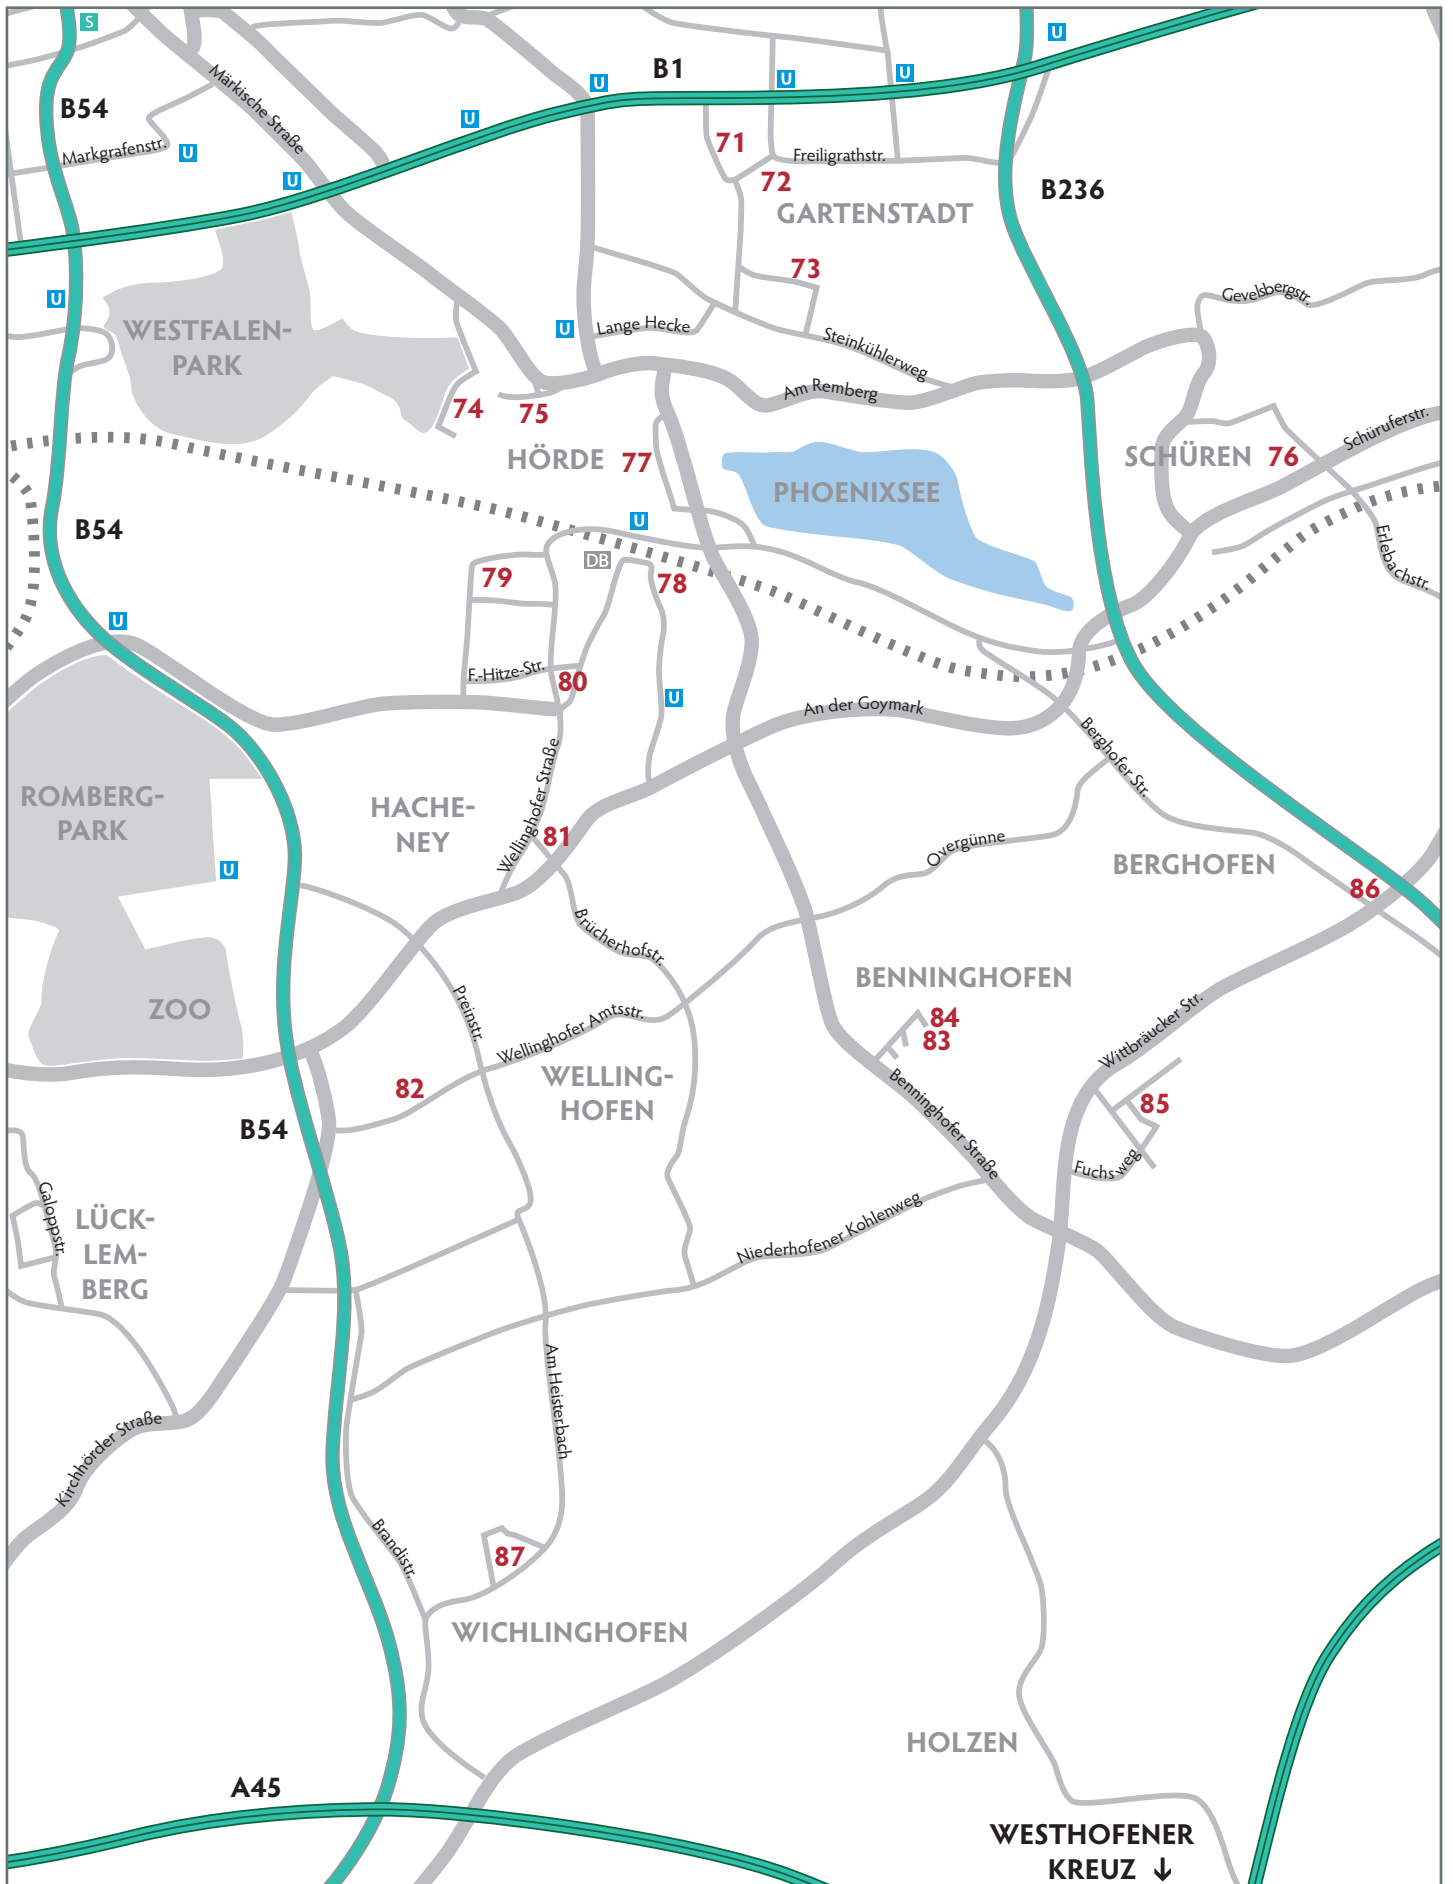 S
U
B1
U
U
U
B54
Märkische Straße
U
Markgrafenstr.
U
U
71
Freiligrathstr.
72
B236
GARTENSTADT
73
Gevelsbergstr.
U
U
Lange Hecke
Steinkühlerweg
WESTFALEN-
PARK
Am Remberg
74
75
Schüruferstr.
HÖRDE
77
SCHÜREN
76
PHOENIXSEE
B54
U
DB
Erlebachstr.
79
78
U
F.-Hitze-Str.
80
U
An der Goymark
Berghofer Str.
Wellinghofer Straße
ROMBERG-
PARK
HACHE-
NEY
81
Overgünne
BERGHOFEN
U
86
Brücherhofstr.
BENNINGHOFEN
ZOO
Preinstr.
Wellinghofer Amtsstr.
84
83
Wittbräucker Str.
82
WELLING-
HOFEN
Benninghofer Straße
85
B54
Fuchsweg
Galoppstr.
LÜCK-
LEM-
BERG
Niederhofener Kohlenweg
Am Heisterbach
Kirchhörder Straße
Brandistr.
87
WICHLINGHOFEN
HOLZEN
A45
WESTHOFENER
KREUZ ↓